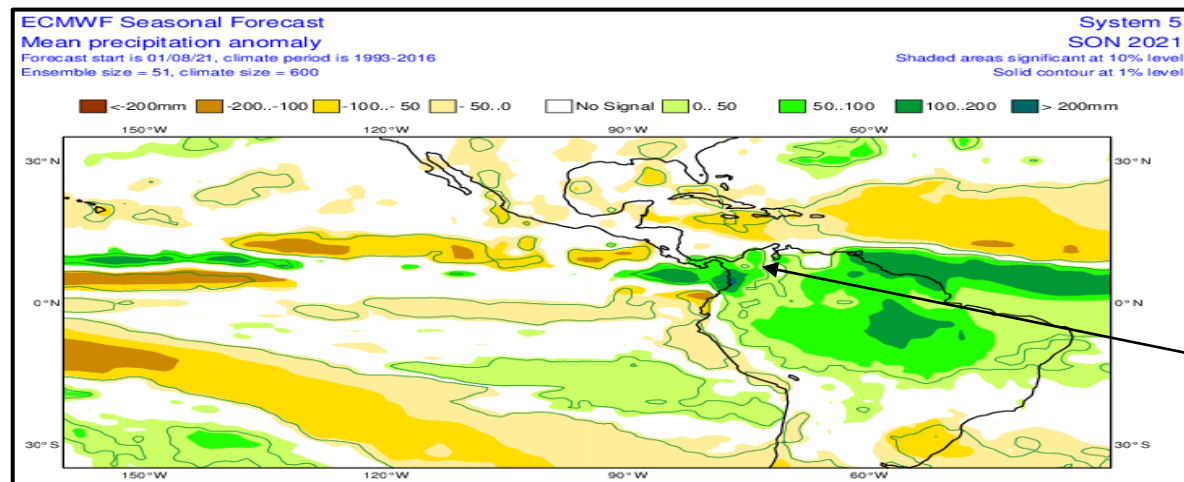 ECMWF Seasonal Forecast System 5
Mean precipitation anomaly SON 2021
Forecast start is 01/08/21, climate period is 1993-2016 Shaded areas significant at 10% level
Ensemble size = 51, climate size = 600 Solid contour at 1% level
<-200mm -200..-100 -100..- 50 - 50..0 No Signal 0.. 50 50..100 100..200 > 200mm
150°W 120°W 90°W 60°W
30°N 30°N
0°N 0°N
30°S 30°S
150°W 120°W 90°W 60°W